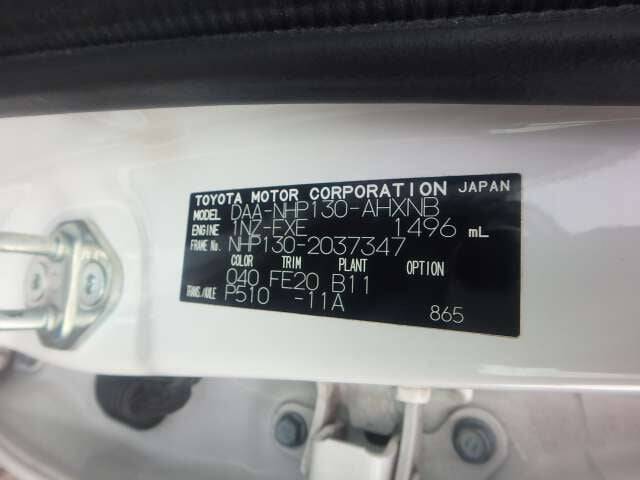 TOYOTA MOTOR CORPORATION JAPAN
MODEL DAA-NHP130-AHXNB
ENGINE 1NZ-FXE 1496 mL
FRAME No. NHP130-2037347
COLOR TRIM PLANT OPTION
040 FE20 B11
TRANS./AXLE P510 -11A 865